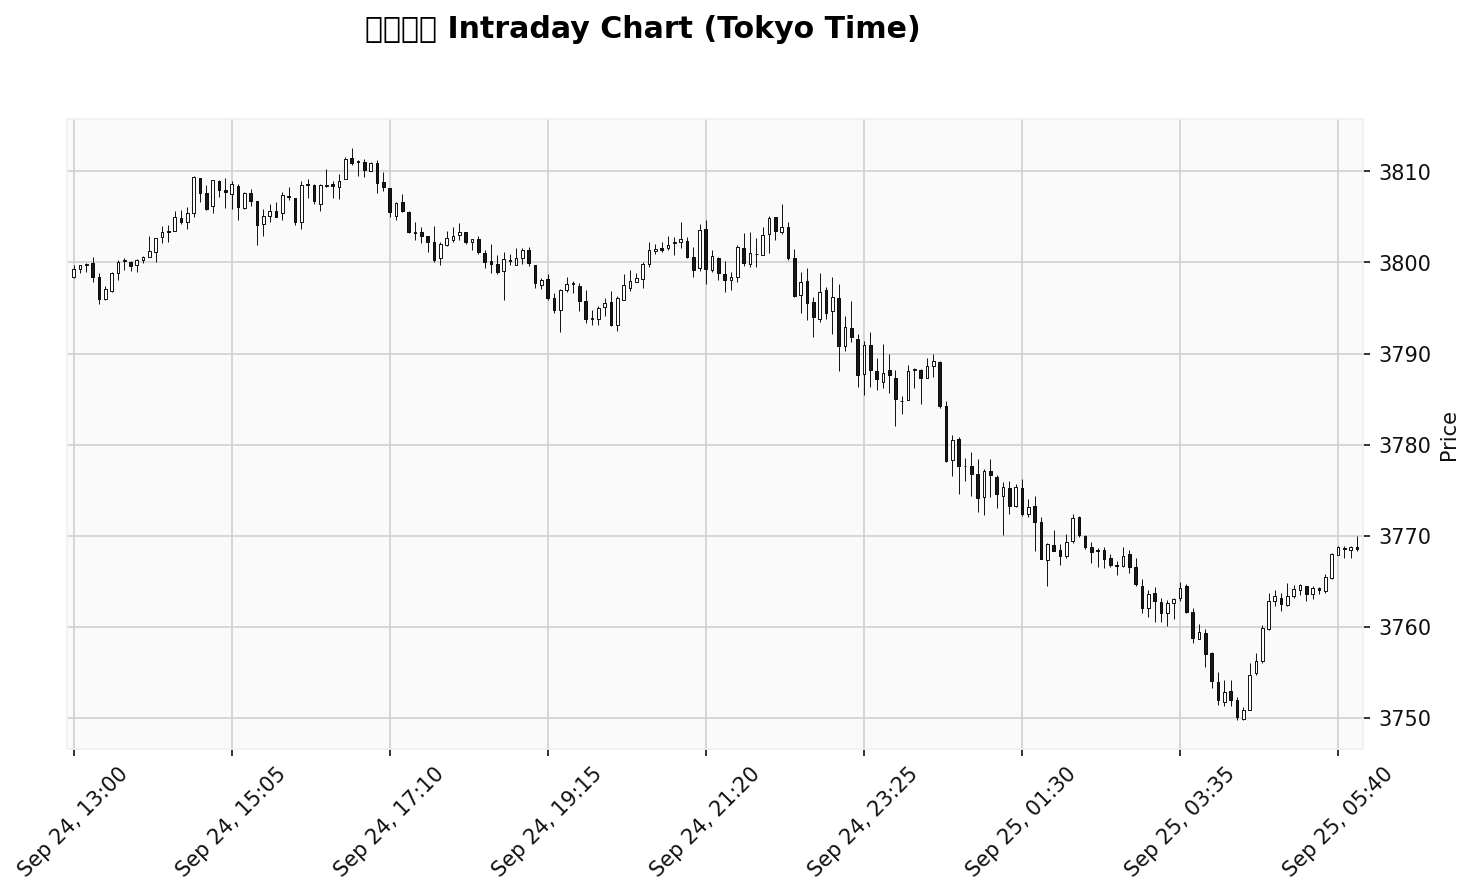 Intraday Chart (Tokyo Time)
3810
3800
3790
3780
3770
3760
3750
Price
Sep 24, 13:00
Sep 24, 15:05
Sep 24, 17:10
Sep 24, 19:15
Sep 24, 21:20
Sep 24, 23:25
Sep 25, 01:30
Sep 25, 03:35
Sep 25, 05:40